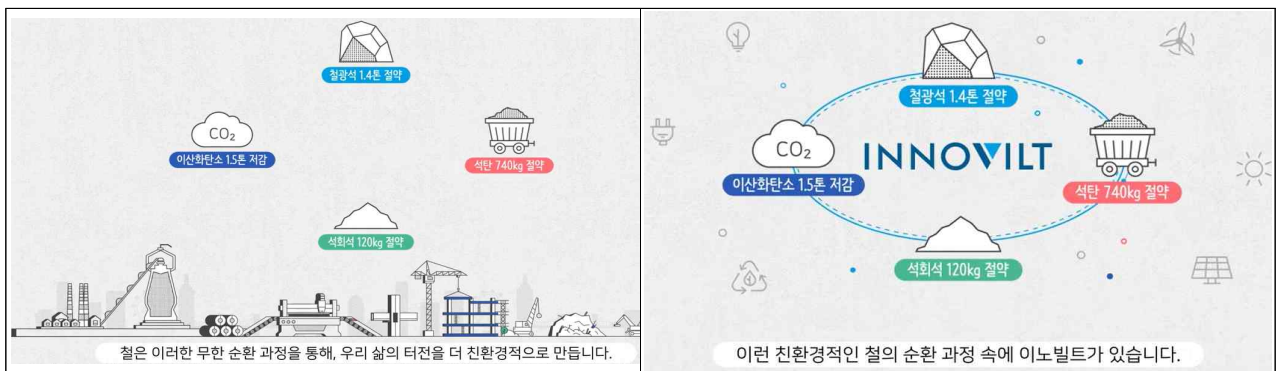 철광석 1.4톤 절약
CO₂
이산화탄소 1.5톤 저감
석탄 740kg 절약
석회석 120kg 절약
철은 이러한 무한 순환 과정을 통해, 우리 삶의 터전을 더 친환경적으로 만듭니다.
철광석 1.4톤 절약
CO₂
INNOVILT
이산화탄소 1.5톤 저감
석탄 740kg 절약
석회석 120kg 절약
이런 친환경적인 철의 순환 과정 속에 이노빌트가 있습니다.